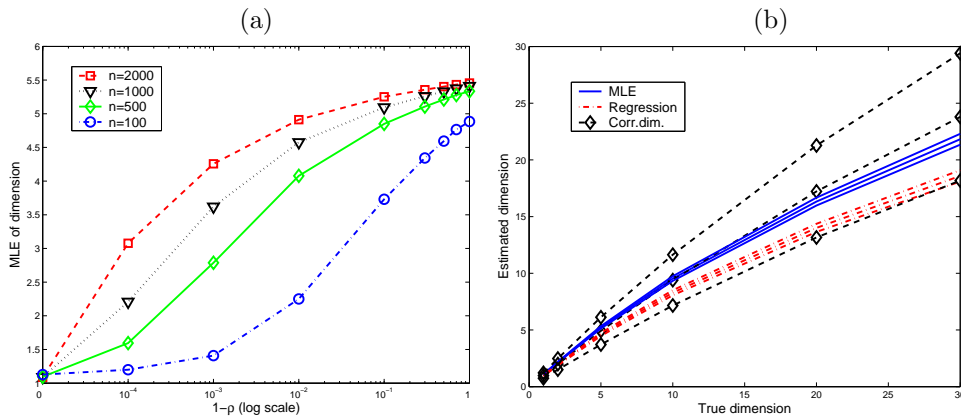 (a)
MLE of dimension
6
5.5
5
4.5
4
3.5
3
2.5
2
1.5
1
n=2000
n=1000
n=500
n=100
0 10⁻⁴ 10⁻³ 10⁻² 10⁻¹ 1
1−ρ (log scale)
(b)
Estimated dimension
30
25
20
15
10
5
0
MLE
Regression
Corr.dim.
0 5 10 15 20 25 30
True dimension